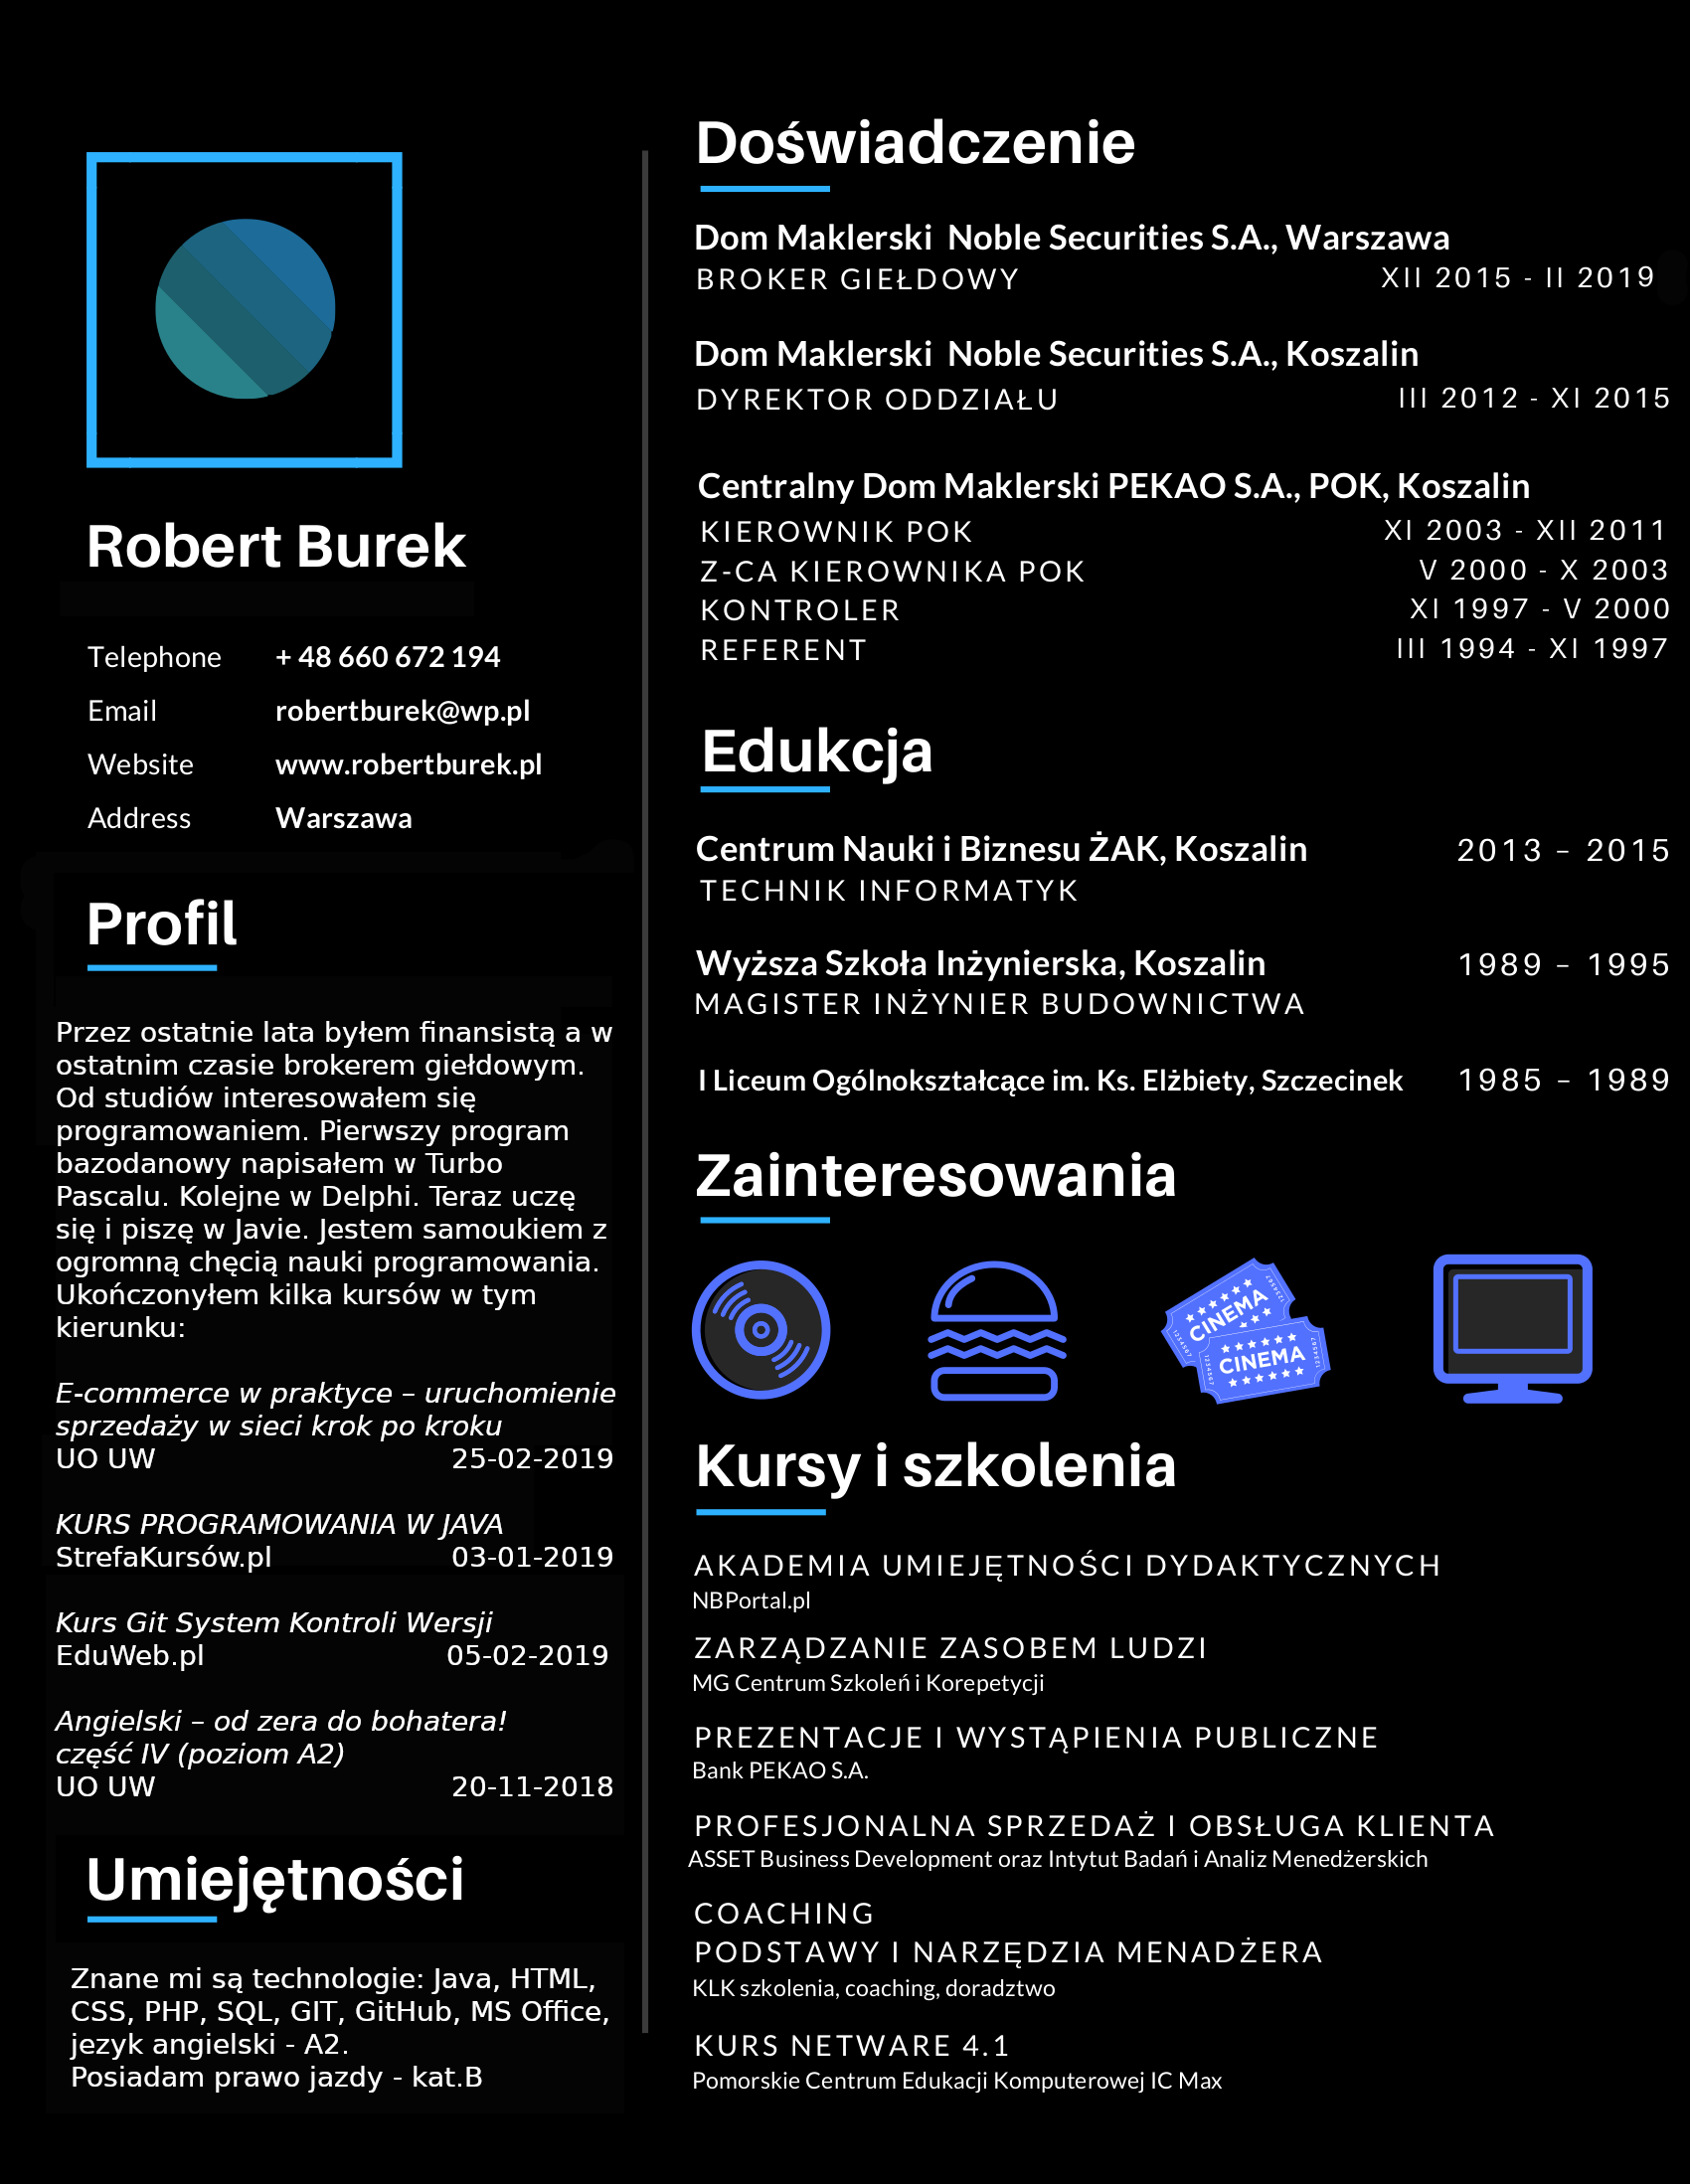 Robert Burek
Telephone + 48 660 672 194
Email robertburek@wp.pl
Website www.robertburek.pl
Address Warszawa
Profil
Przez ostatnie lata byłem finansistą a w
ostatnim czasie brokerem giełdowym.
Od studiów interesowałem się
programowaniem. Pierwszy program
bazodanowy napisałem w Turbo
Pascalu. Kolejne w Delphi. Teraz uczę
się i piszę w Javie. Jestem samoukiem z
ogromną chęcią nauki programowania.
Ukończonyłem kilka kursów w tym
kierunku:
E-commerce w praktyce – uruchomienie
sprzedaży w sieci krok po kroku
UO UW 25-02-2019
KURS PROGRAMOWANIA W JAVA
StrefaKursów.pl 03-01-2019
Kurs Git System Kontroli Wersji
EduWeb.pl 05-02-2019
Angielski – od zera do bohatera!
część IV (poziom A2)
UO UW 20-11-2018
Umiejętności
Znane mi są technologie: Java, HTML,
CSS, PHP, SQL, GIT, GitHub, MS Office,
jezyk angielski - A2.
Posiadam prawo jazdy - kat.B
Doświadczenie
Dom Maklerski  Noble Securities S.A., Warszawa
BROKER GIEŁDOWY XII 2015 - II 2019
Dom Maklerski  Noble Securities S.A., Koszalin
DYREKTOR ODDZIAŁU III 2012 - XI 2015
Centralny Dom Maklerski PEKAO S.A., POK, Koszalin
KIEROWNIK POK XI 2003 - XII 2011
Z-CA KIEROWNIKA POK V 2000 - X 2003
KONTROLER XI 1997 - V 2000
REFERENT III 1994 - XI 1997
Edukcja
Centrum Nauki i Biznesu ŻAK, Koszalin 2013 – 2015
TECHNIK INFORMATYK
Wyższa Szkoła Inżynierska, Koszalin 1989 – 1995
MAGISTER INŻYNIER BUDOWNICTWA
I Liceum Ogólnokształcące im. Ks. Elżbiety, Szczecinek 1985 – 1989
Zainteresowania
CINEMA
1234567
1234567
CINEMA
1234567
1234567
Kursy i szkolenia
AKADEMIA UMIEJĘTNOŚCI DYDAKTYCZNYCH
NBPortal.pl
ZARZĄDZANIE ZASOBEM LUDZI
MG Centrum Szkoleń i Korepetycji
PREZENTACJE I WYSTĄPIENIA PUBLICZNE
Bank PEKAO S.A.
PROFESJONALNA SPRZEDAŻ I OBSŁUGA KLIENTA
ASSET Business Development oraz Intytut Badań i Analiz Menedżerskich
COACHING
PODSTAWY I NARZĘDZIA MENADŻERA
KLK szkolenia, coaching, doradztwo
KURS NETWARE 4.1
Pomorskie Centrum Edukacji Komputerowej IC Max